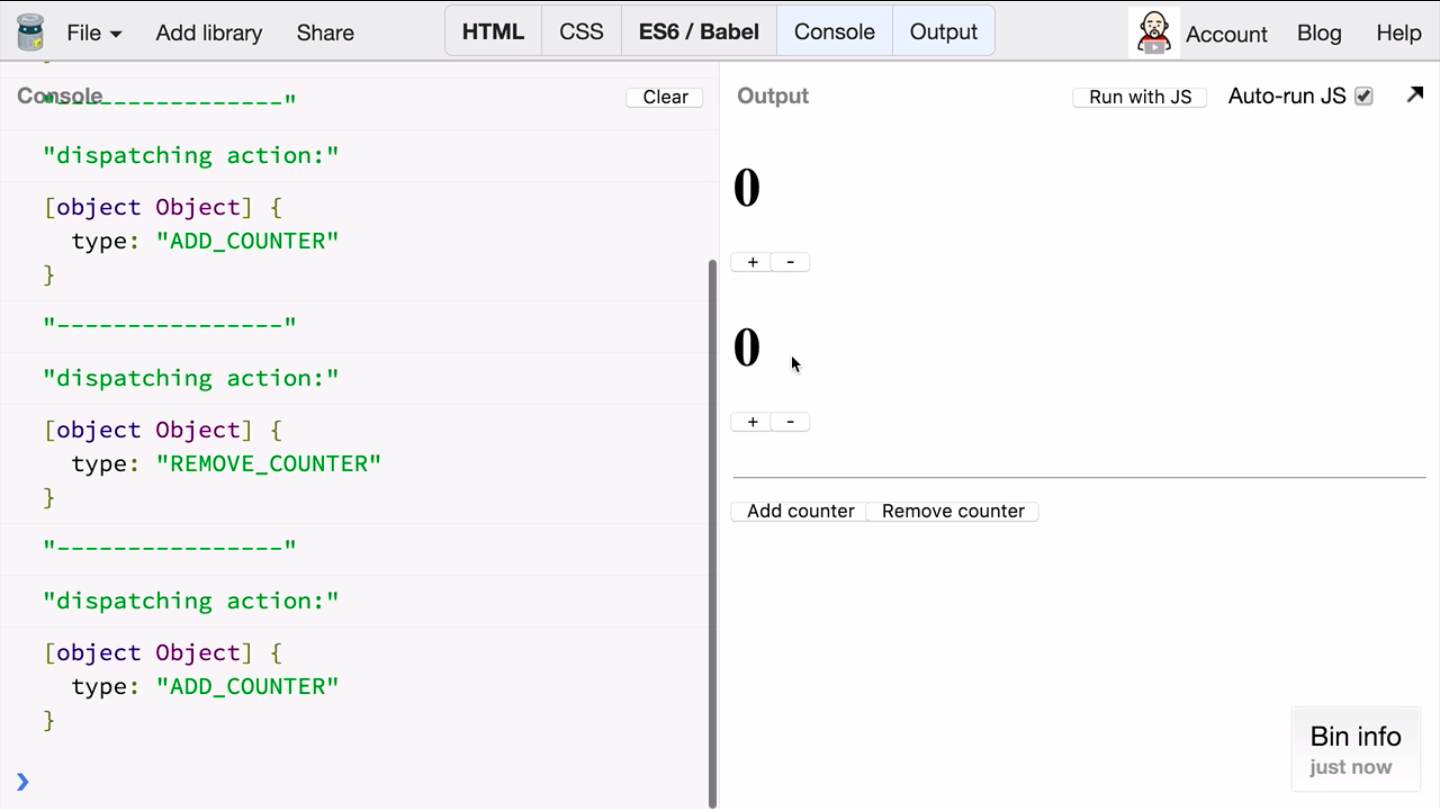 File Add library Share HTML CSS ES6 / Babel Console Output Account Blog Help
Console Clear
"----------------"
"dispatching action:"
[object Object] {
type: "ADD_COUNTER"
}
"----------------"
"dispatching action:"
[object Object] {
type: "REMOVE_COUNTER"
}
"----------------"
"dispatching action:"
[object Object] {
type: "ADD_COUNTER"
}
❯
Output Run with JS Auto-run JS
0
+ -
0
+ -
Add counter Remove counter
Bin info
just now